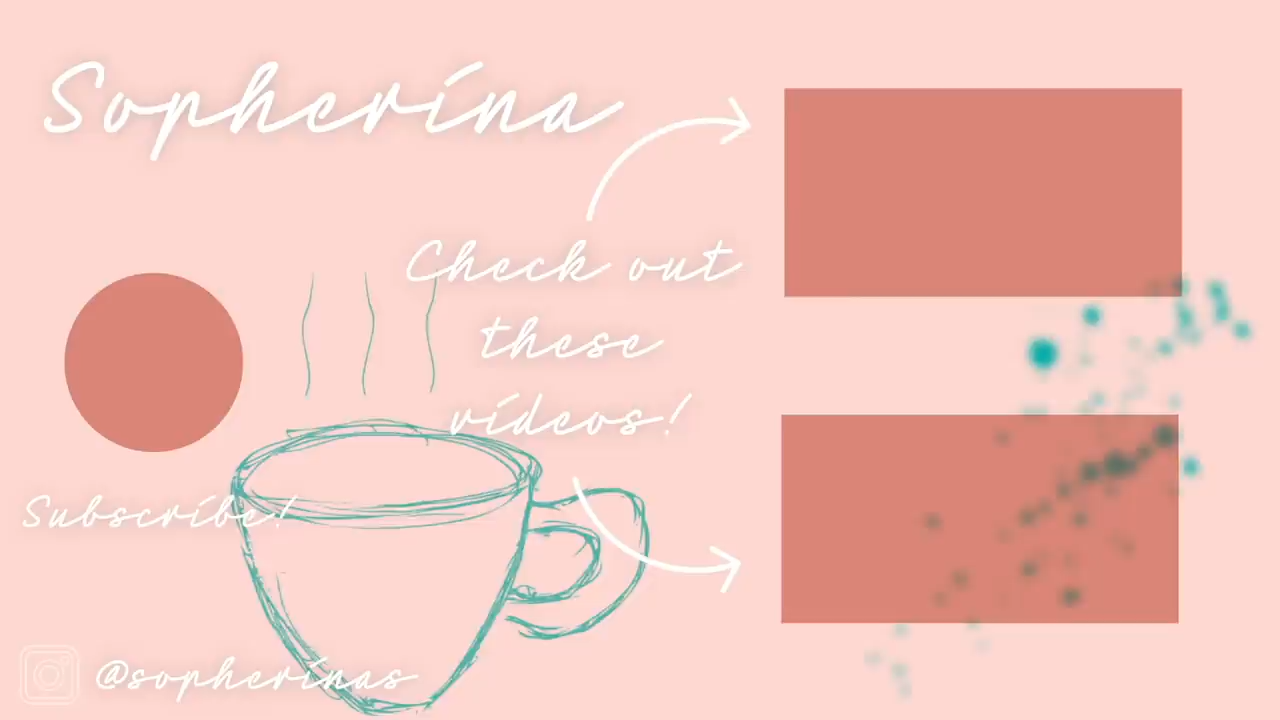 Sopherina
Check out
these
videos!
Subscribe!
@sopherinas